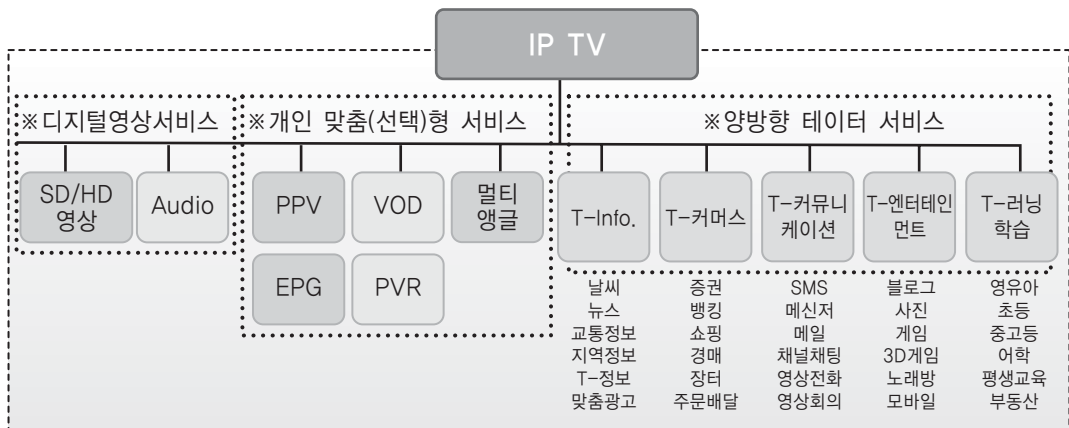 IP TV
※디지털영상서비스
※개인 맞춤(선택)형 서비스
※양방향 테이터 서비스
SD/HD
영상
Audio
PPV
VOD
멀티
앵글
EPG
PVR
T-Info.
T-커머스
T-커뮤니
케이션
T-엔터테인
먼트
T-러닝
학습
날씨
뉴스
교통정보
지역정보
T-정보
맞춤광고
증권
뱅킹
쇼핑
경매
장터
주문배달
SMS
메신저
메일
채널채팅
영상전화
영상회의
블로그
사진
게임
3D게임
노래방
모바일
영유아
초등
중고등
어학
평생교육
부동산